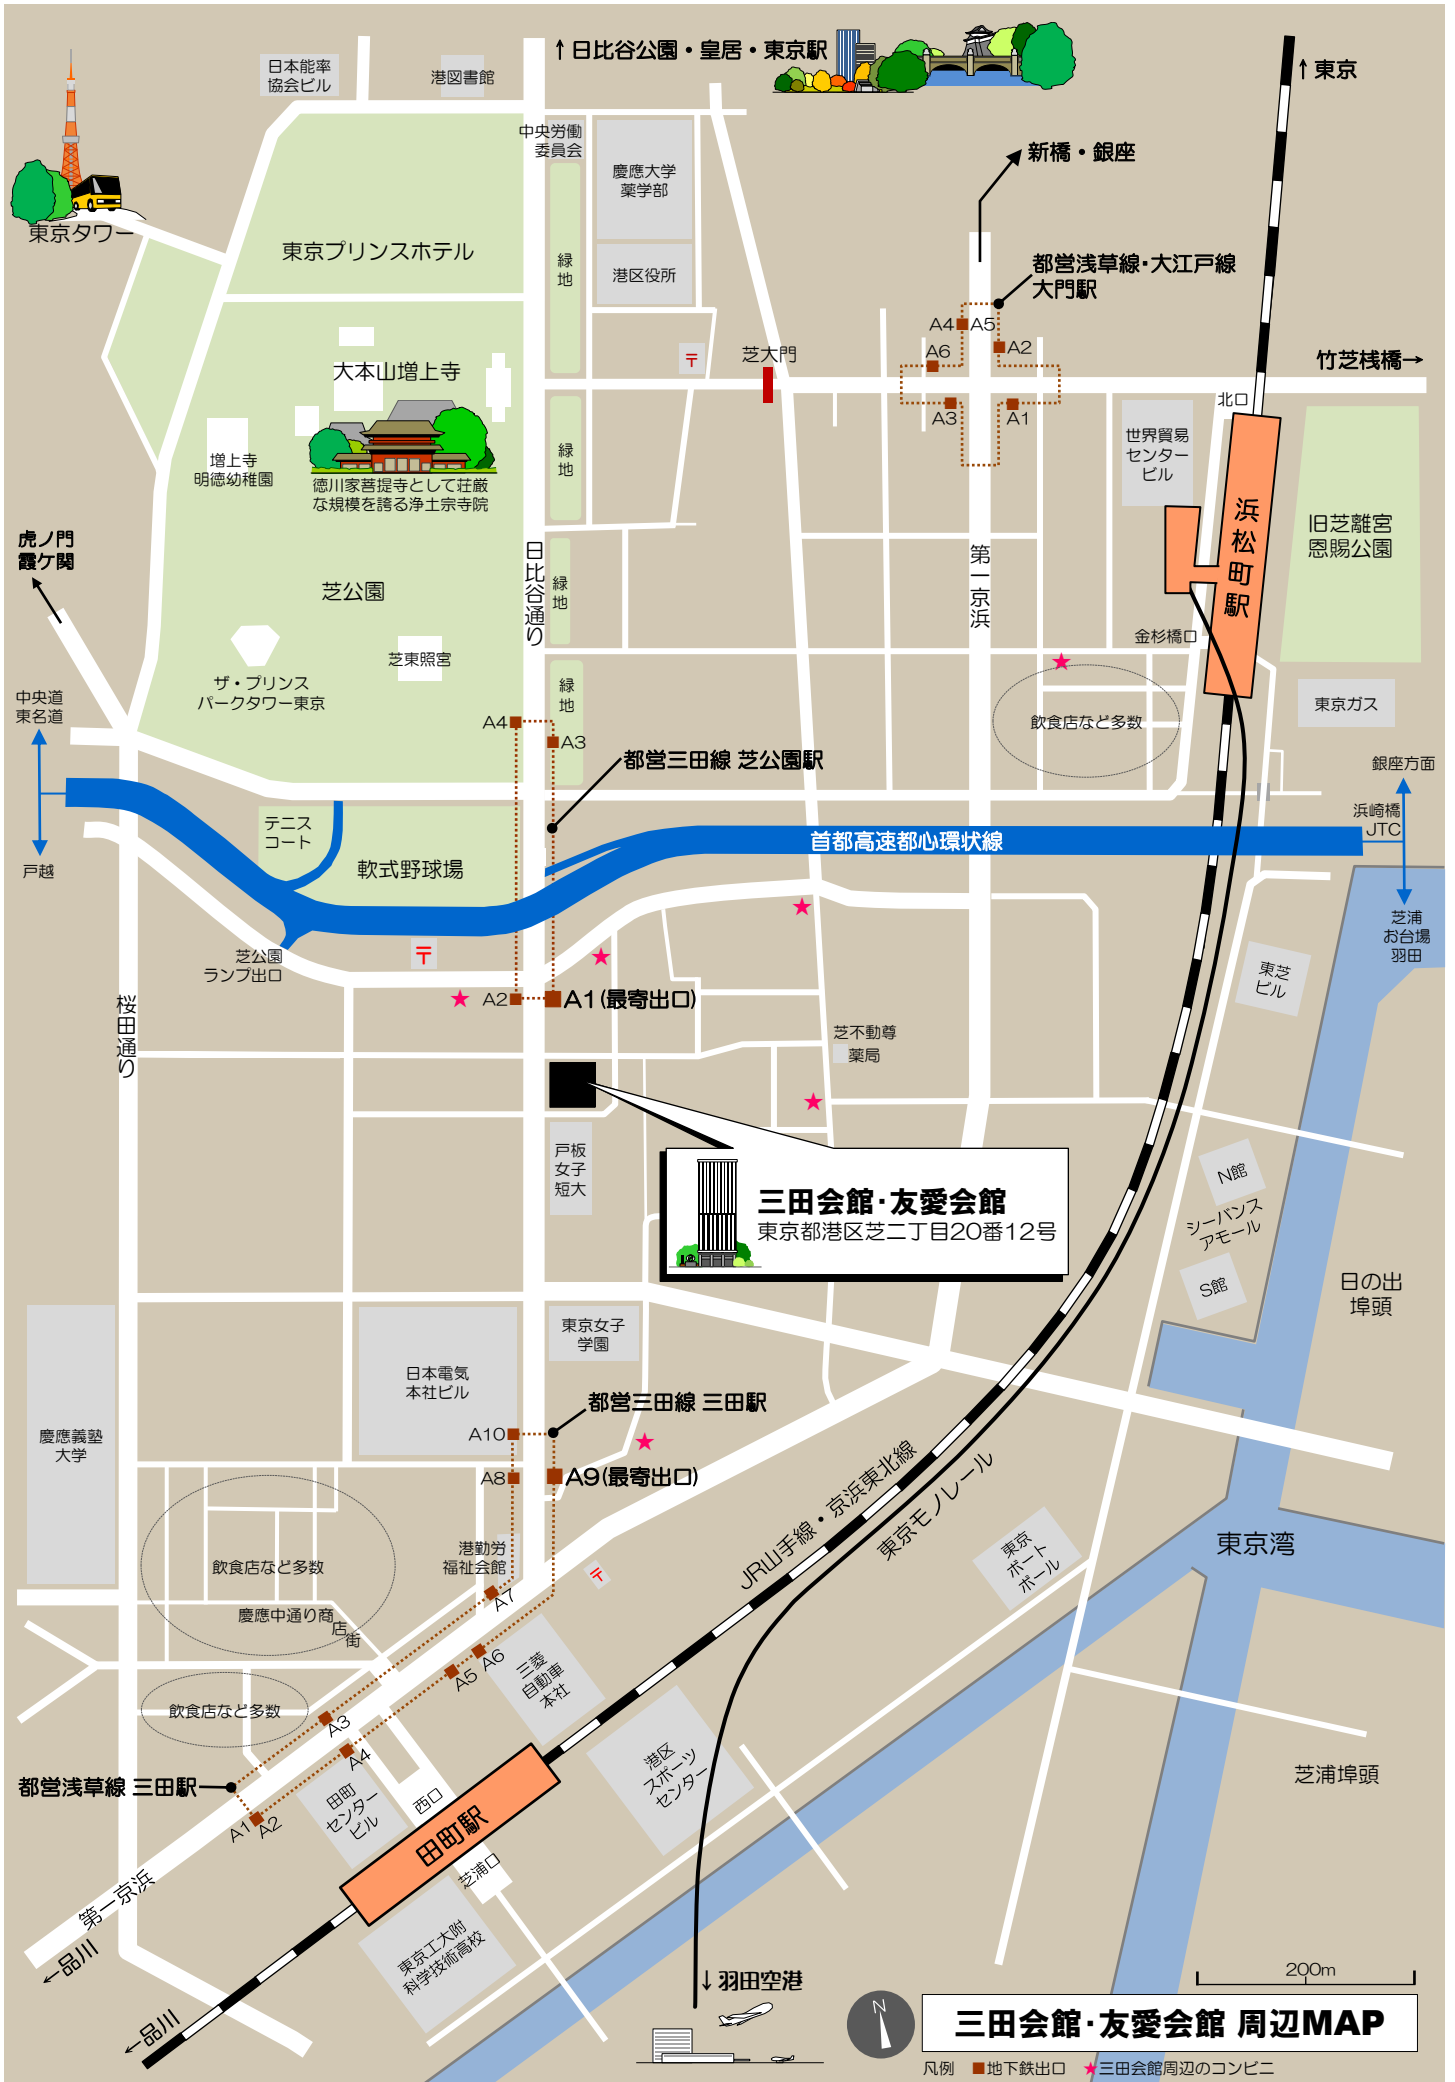 ↑日比谷公園・皇居・東京駅
↑東京
日本能率
協会ビル
港図書館
中央労働
委員会
慶應大学
薬学部
新橋・銀座
東京タワー
東京プリンスホテル
緑地
港区役所
都営浅草線・大江戸線
大門駅
A4
A5
A6
A2
A3
A1
〒
芝大門
竹芝桟橋→
北口
大本山増上寺
増上寺
明徳幼稚園
徳川家菩提寺として荘厳
な規模を誇る浄土宗寺院
緑地
世界貿易
センター
ビル
浜松町駅
旧芝離宮
恩賜公園
虎ノ門
霞ケ関
日比谷通り
緑地
第一京浜
芝公園
金杉橋口
芝東照宮
ザ・プリンス
パークタワー東京
緑地
中央道
東名道
東京ガス
飲食店など多数
A4
A3
都営三田線 芝公園駅
銀座方面
浜崎橋
JTC
テニス
コート
首都高速都心環状線
戸越
軟式野球場
芝浦
お台場
羽田
〒
芝公園
ランプ出口
東芝
ビル
桜田通り
A2
A1(最寄出口)
芝不動尊
薬局
戸板
女子
短大
三田会館・友愛会館
東京都港区芝二丁目20番12号
N館
シーバンス
アモール
S館
日の出
埠頭
東京女子
学園
日本電気
本社ビル
都営三田線 三田駅
慶應義塾
大学
A10
A8
A9(最寄出口)
JR山手線・京浜東北線
東京モノレール
東京
ボート
ボール
東京湾
港勤労
福祉会館
〒
飲食店など多数
慶應中通り商店街
A7
A6
A5
三菱
自動車
本社
飲食店など多数
A3
A4
港区
スポーツ
センター
都営浅草線 三田駅
A1
A2
田町
センター
ビル
西口
田町駅
芝浦口
芝浦埠頭
第一京浜
←品川
東京工大附
科学技術高校
←品川
↓羽田空港
200m
N
三田会館・友愛会館 周辺MAP
凡例 ■地下鉄出口 ★三田会館周辺のコンビニ